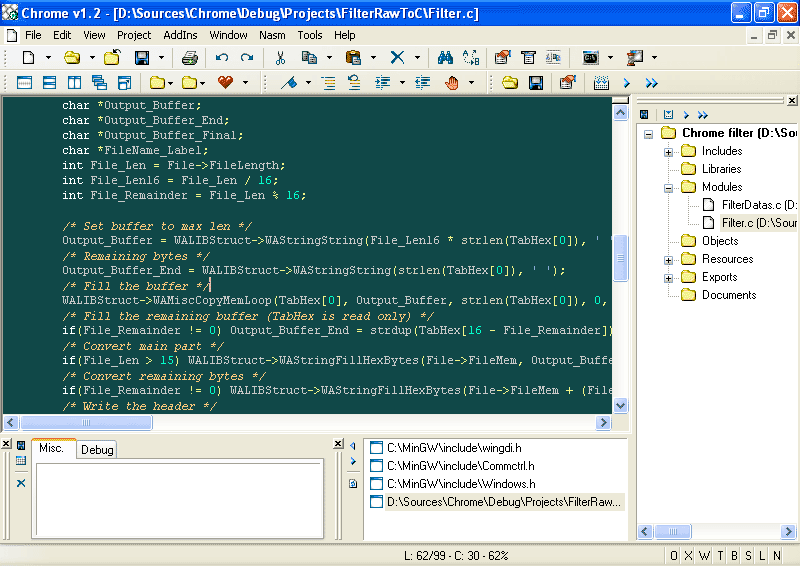 Chrome v1.2 - [D:\Sources\Chrome\Debug\Projects\FilterRawToC\Filter.c]
File Edit View Project AddIns Window Nasm Tools Help
char *Output_Buffer;
char *Output_Buffer_End;
char *Output_Buffer_Final;
char *FileName_Label;
int File_Len = File->FileLength;
int File_Len16 = File_Len / 16;
int File_Remainder = File_Len % 16;
/* Set buffer to max len */
Output_Buffer = WALIBStruct->WAStringString(File_Len16 * strlen(TabHex[0]), ' '
/* Remaining bytes */
Output_Buffer_End = WALIBStruct->WAStringString(strlen(TabHex[0]), ' ');
/* Fill the buffer */
WALIBStruct->WAMiscCopyMemLoop(TabHex[0], Output_Buffer, strlen(TabHex[0]), 0,
/* Fill the remaining buffer (TabHex is read only) */
if(File_Remainder != 0) Output_Buffer_End = strdup(TabHex[16 - File_Remainder])
/* Convert main part */
if(File_Len > 15) WALIBStruct->WAStringFillHexBytes(File->FileMem, Output_Buffe
/* Convert remaining bytes */
if(File_Remainder != 0) WALIBStruct->WAStringFillHexBytes(File->FileMem + (File
/* Write the header */
Chrome filter (D:\Sou
Includes
Libraries
Modules
FilterDatas.c (D:
Filter.c (D:\Sour
Objects
Resources
Exports
Documents
Misc. Debug
C:\MinGW\include\wingdi.h
C:\MinGW\include\Commctrl.h
C:\MinGW\include\Windows.h
D:\Sources\Chrome\Debug\Projects\FilterRaw...
L: 62/99 - C: 30 - 62%
O X W T B S L N